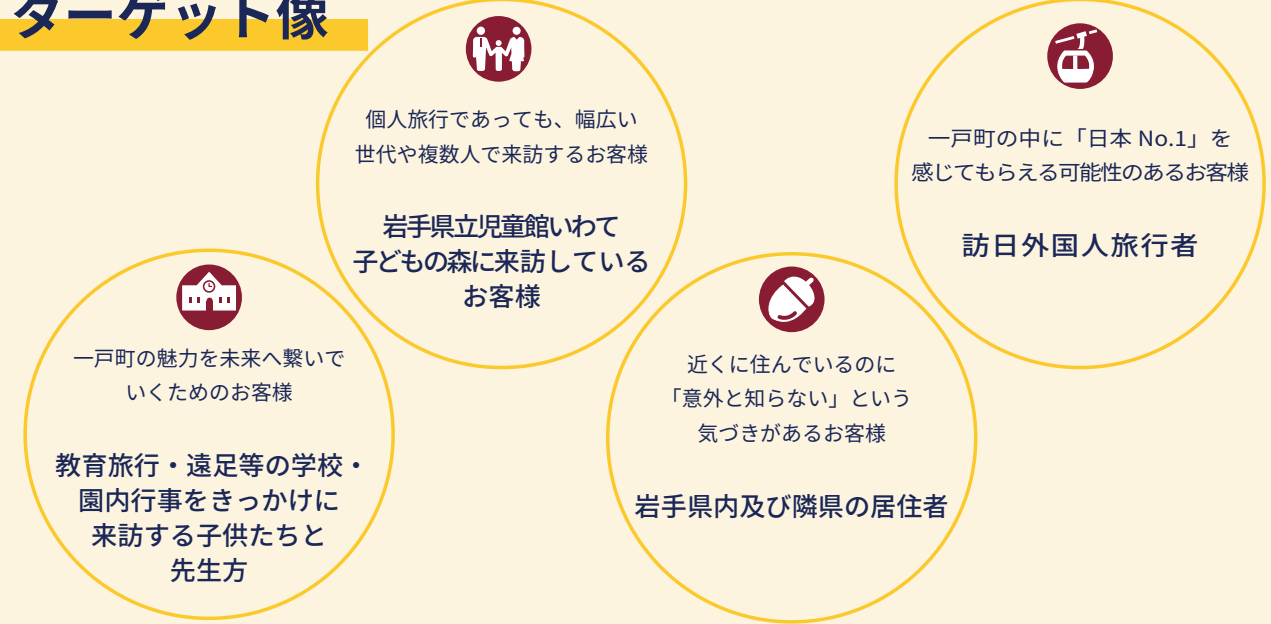 ターゲット像
個人旅行であっても、幅広い
世代や複数人で来訪するお客様
岩手県立児童館いわて
子どもの森に来訪している
お客様
一戸町の中に「日本 No.1」を
感じてもらえる可能性のあるお客様
訪日外国人旅行者
一戸町の魅力を未来へ繋いで
いくためのお客様
教育旅行・遠足等の学校・
園内行事をきっかけに
来訪する子供たちと
先生方
近くに住んでいるのに
「意外と知らない」という
気づきがあるお客様
岩手県内及び隣県の居住者